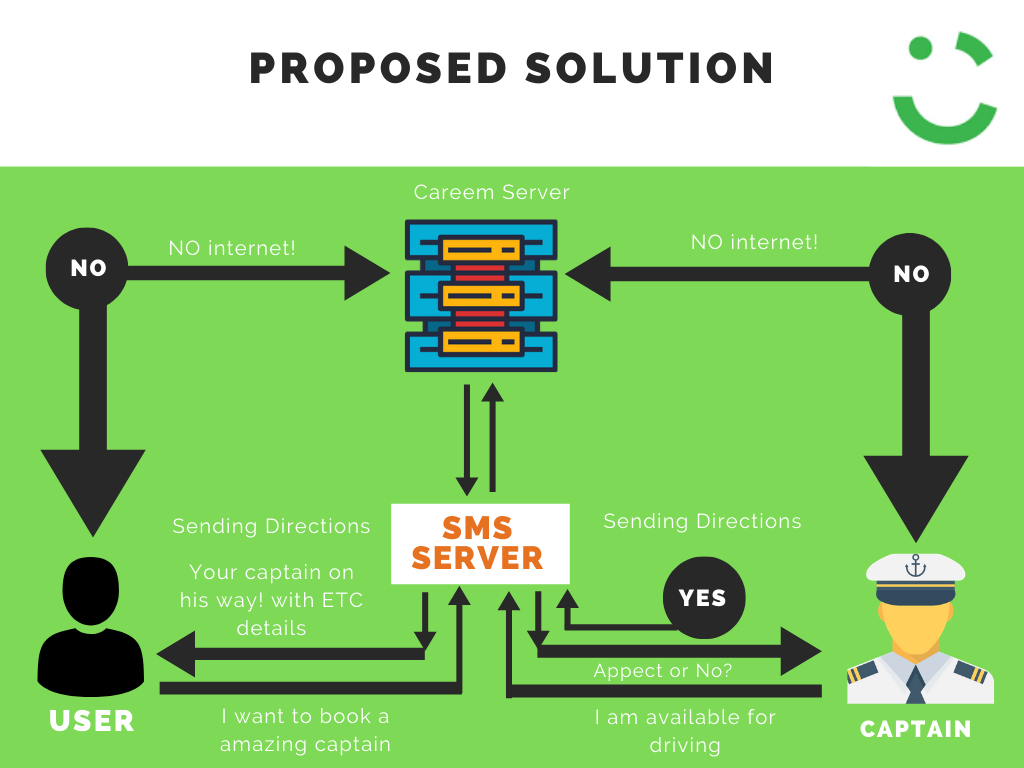 PROPOSED SOLUTION
Careem Server
NO
NO internet!
NO internet!
NO
SMS
SERVER
Sending Directions
Sending Directions
Your captain on
his way! with ETC
details
YES
Appect or No?
USER
I want to book a
amazing captain
I am available for
driving
CAPTAIN